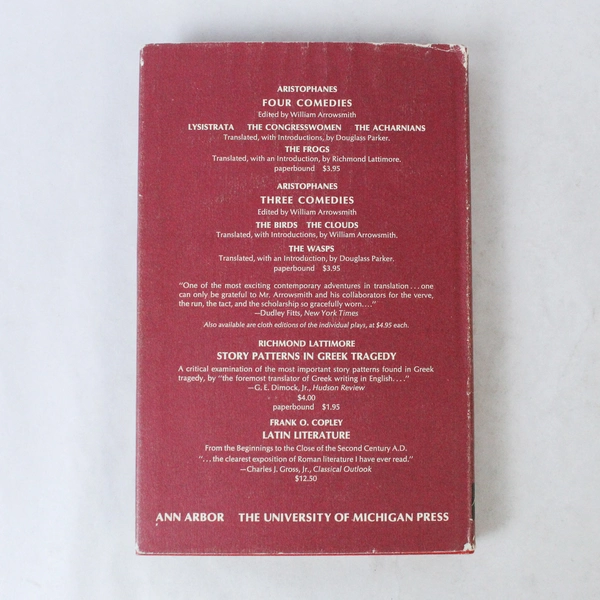 ARISTOPHANES
FOUR COMEDIES
Edited by William Arrowsmith
LYSISTRATA THE CONGRESSWOMEN THE ACHARNIANS
Translated, with Introductions, by Douglass Parker.
THE FROGS
Translated, with an Introduction, by Richmond Lattimore.
paperbound $3.95
ARISTOPHANES
THREE COMEDIES
Edited by William Arrowsmith
THE BIRDS THE CLOUDS
Translated, with Introductions, by William Arrowsmith.
THE WASPS
Translated, with an Introduction, by Douglass Parker.
paperbound $3.95
"One of the most exciting contemporary adventures in translation . . . one
can only be grateful to Mr. Arrowsmith and his collaborators for the verve,
the run, the tact, and the scholarship so gracefully worn. . . ."
—Dudley Fitts, New York Times
Also available are cloth editions of the individual plays, at $4.95 each.
RICHMOND LATTIMORE
STORY PATTERNS IN GREEK TRAGEDY
A critical examination of the most important story patterns found in Greek
tragedy, by "the foremost translator of Greek writing in English. . . ."
—G. E. Dimock, Jr., Hudson Review
$4.00
paperbound $1.95
FRANK O. COPLEY
LATIN LITERATURE
From the Beginnings to the Close of the Second Century A.D.
". . . the clearest exposition of Roman literature I have ever read."
—Charles J. Gross, Jr., Classical Outlook
$12.50
ANN ARBOR THE UNIVERSITY OF MICHIGAN PRESS